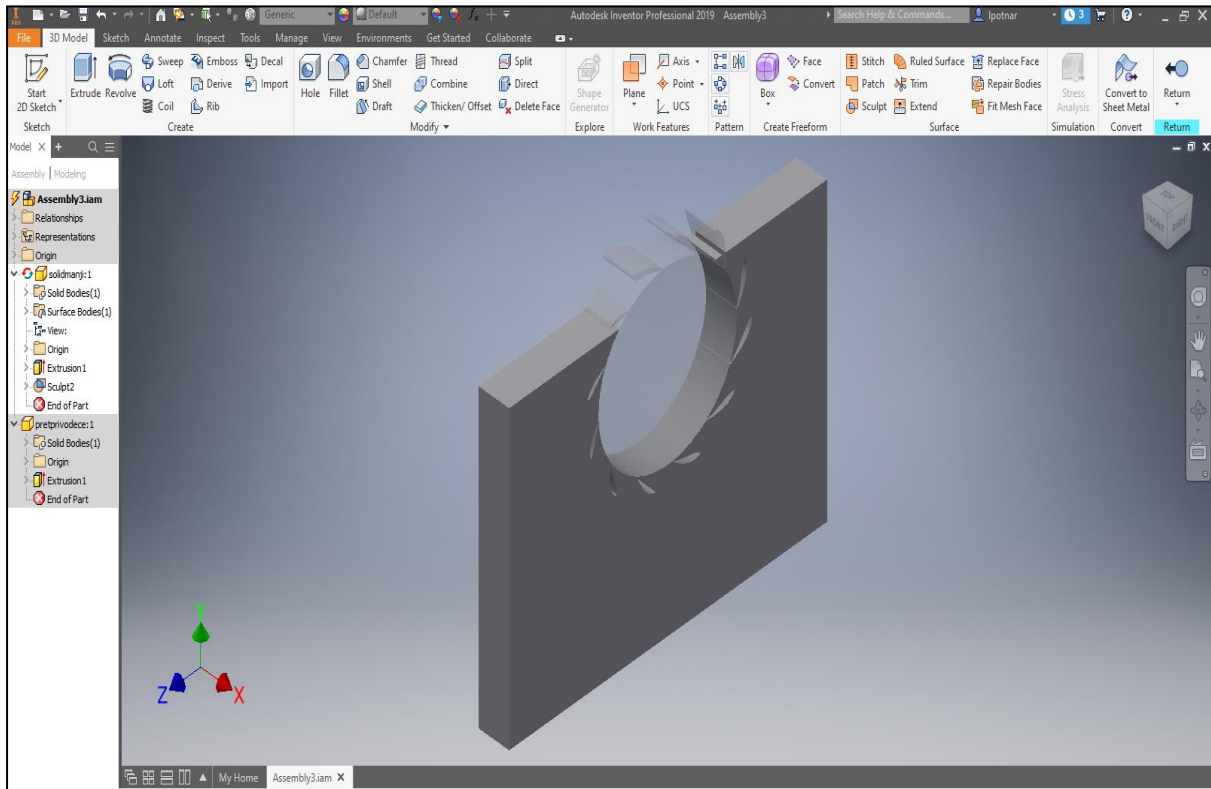 I
PRO
Generic
Default
Autodesk Inventor Professional 2019 Assembly3
Search Help & Commands...
lpotnar
3
File 3D Model Sketch Annotate Inspect Tools Manage View Environments Get Started Collaborate
Start
2D Sketch
Extrude Revolve
Sweep Emboss Decal
Loft Derive Import
Coil Rib
Hole Fillet
Chamfer Thread Split
Shell Combine Direct
Draft Thicken/ Offset Delete Face
Shape
Generator
Plane
Axis
Point
UCS
Box
Face
Convert
Stitch Ruled Surface Replace Face
Patch Trim Repair Bodies
Sculpt Extend Fit Mesh Face
Stress
Analysis
Convert to
Sheet Metal
Return
Sketch Create Modify Explore Work Features Pattern Create Freeform Surface Simulation Convert Return
Model X +
Assembly | Modeling
Assembly3.iam
Relationships
Representations
Origin
solidmanji:1
Solid Bodies(1)
Surface Bodies(1)
View:
Origin
Extrusion1
Sculpt2
End of Part
pretprivodece:1
Solid Bodies(1)
Origin
Extrusion1
End of Part
TOP
FRONT RIGHT
Y
Z X
My Home Assembly3.iam X